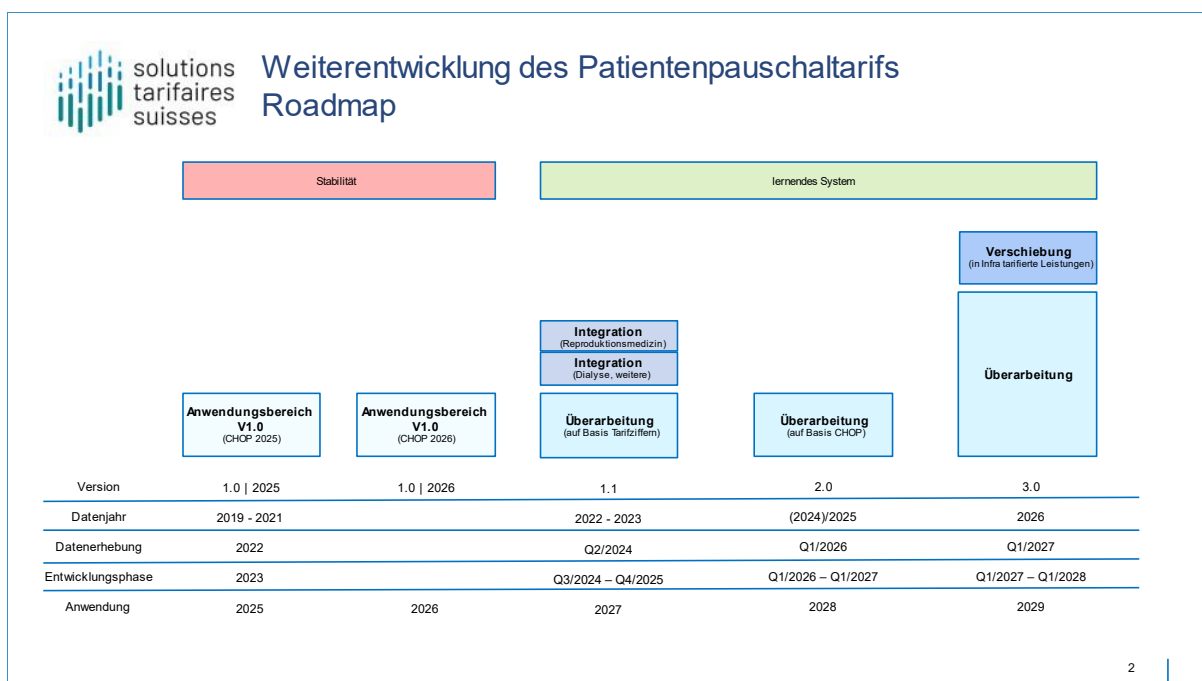 solutions
tarifaires
suisses
Weiterentwicklung des Patientenpauschaltarifs
Roadmap
Stabilität
lernendes System
Verschiebung
(in Infra tarifierte Leistungen)
Integration
(Reproduktionsmedizin)
Integration
(Dialyse, weitere)
Überarbeitung
Anwendungsbereich
V1.0
(CHOP 2025)
Anwendungsbereich
V1.0
(CHOP 2026)
Überarbeitung
(auf Basis Tarifziffern)
Überarbeitung
(auf Basis CHOP)
Version 1.0 | 2025 1.0 | 2026 1.1 2.0 3.0
Datenjahr 2019 - 2021 2022 - 2023 (2024)/2025 2026
Datenerhebung 2022 Q2/2024 Q1/2026 Q1/2027
Entwicklungsphase 2023 Q3/2024 – Q4/2025 Q1/2026 – Q1/2027 Q1/2027 – Q1/2028
Anwendung 2025 2026 2027 2028 2029
2